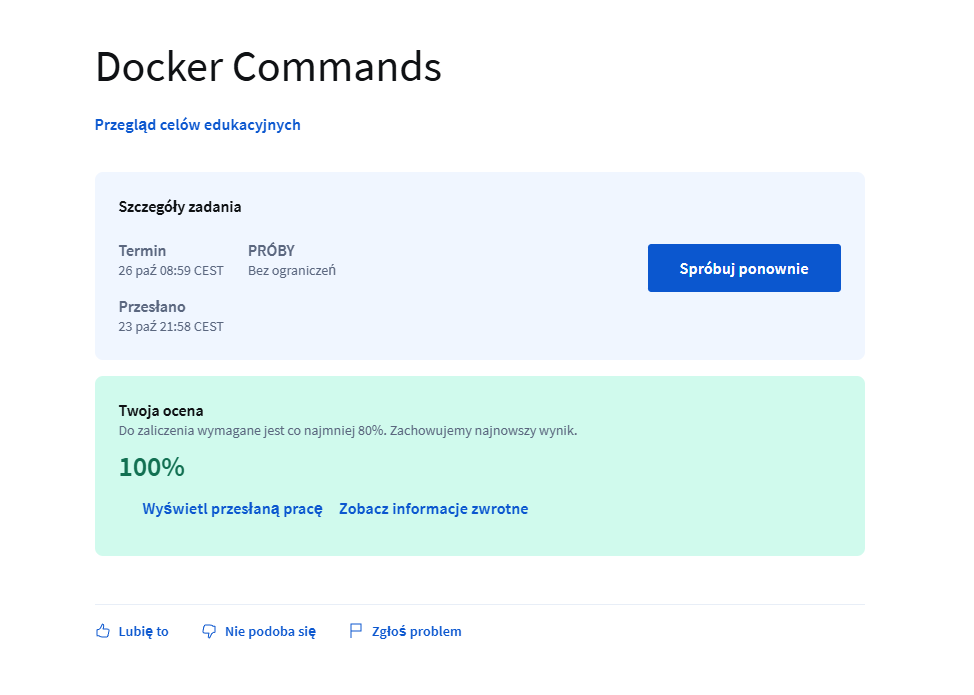 Docker Commands
Przegląd celów edukacyjnych
Szczegóły zadania
Termin
26 paź 08:59 CEST
PRÓBY
Bez ograniczeń
Spróbuj ponownie
Przesłano
23 paź 21:58 CEST
Twoja ocena
Do zaliczenia wymagane jest co najmniej 80%. Zachowujemy najnowszy wynik.
100%
Wyświetl przesłaną pracę Zobacz informacje zwrotne
Lubię to Nie podoba się Zgłoś problem